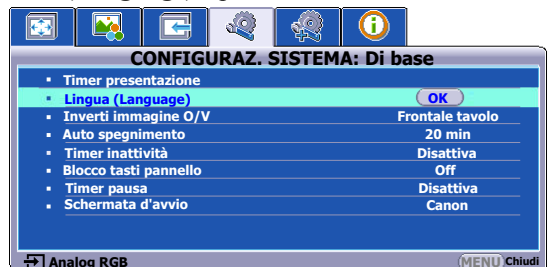 CONFIGURAZ. SISTEMA: Di base
Timer presentazione
Lingua (Language) OK
Inverti immagine O/V Frontale tavolo
Auto spegnimento 20 min
Timer inattività Disattiva
Blocco tasti pannello Off
Timer pausa Disattiva
Schermata d'avvio Canon
Analog RGB MENU Chiudi